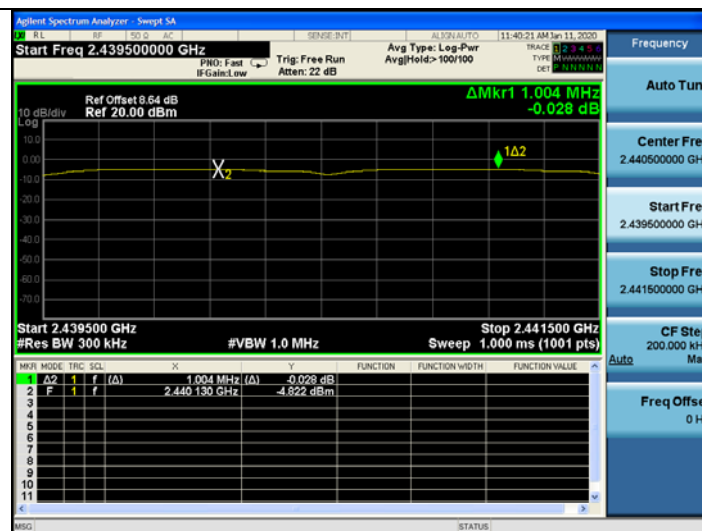 Agilent Spectrum Analyzer - Swept SA
RL RF 50 Ω AC SENSE:INT ALIGNAUTO 11:40:21 AM Jan 11, 2020
Start Freq 2.439500000 GHz
PNO: Fast
IFGain:Low
Trig: Free Run
Atten: 22 dB
Avg Type: Log-Pwr
Avg|Hold:> 100/100
TRACE 1 2 3 4 5 6
TYPE M
DET P N N N N N
ΔMkr1 1.004 MHz
-0.028 dB
Ref Offset 8.64 dB
10 dB/div Ref 20.00 dBm
Log
10.0
0.00
-10.0
-20.0
-30.0
-40.0
-50.0
-60.0
-70.0
X2
1Δ2
Start 2.439500 GHz Stop 2.441500 GHz
#Res BW 300 kHz #VBW 1.0 MHz Sweep 1.000 ms (1001 pts)
MKR MODE TRC SCL X Y FUNCTION FUNCTION WIDTH FUNCTION VALUE
1 Δ2 1 f (Δ) 1.004 MHz (Δ) -0.028 dB
2 F 1 f 2.440 130 GHz -4.822 dBm
3
4
5
6
7
8
9
10
11
MSG STATUS
Frequency
Auto Tun
Center Fre
2.440500000 GH
Start Fre
2.439500000 GH
Stop Fre
2.441500000 GH
CF Ste
200.000 kH
Auto Ma
Freq Offse
0 H